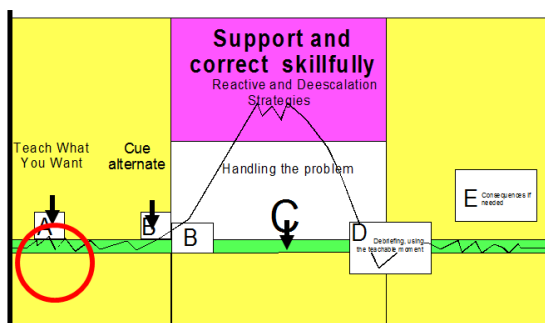 Support and
correct skillfully
Reactive and Deescalation
Strategies
Teach What
You Want
Cue
alternate
Handling the problem
A
B
B
C
D
Debriefing, using
the teachable moment
E
Consequences if
needed